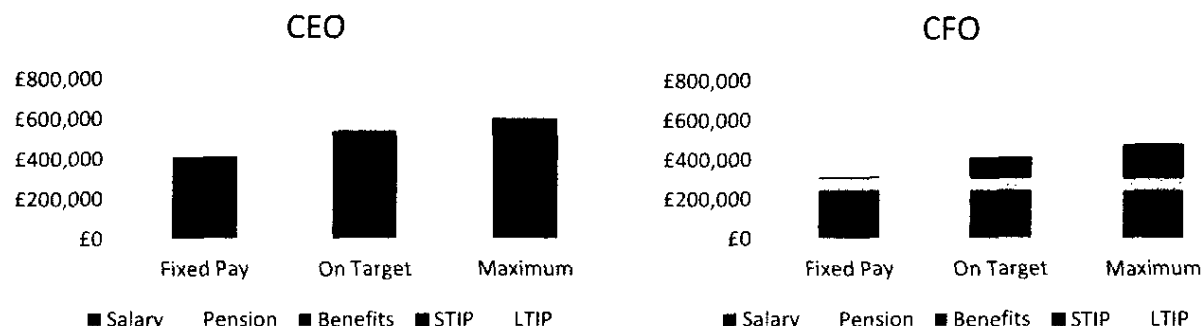 CEO
£800,000
£600,000
£400,000
£200,000
£0
Fixed Pay On Target Maximum
Salary Pension Benefits STIP LTIP
CFO
£800,000
£600,000
£400,000
£200,000
£0
Fixed Pay On Target Maximum
Salary Pension Benefits STIP LTIP